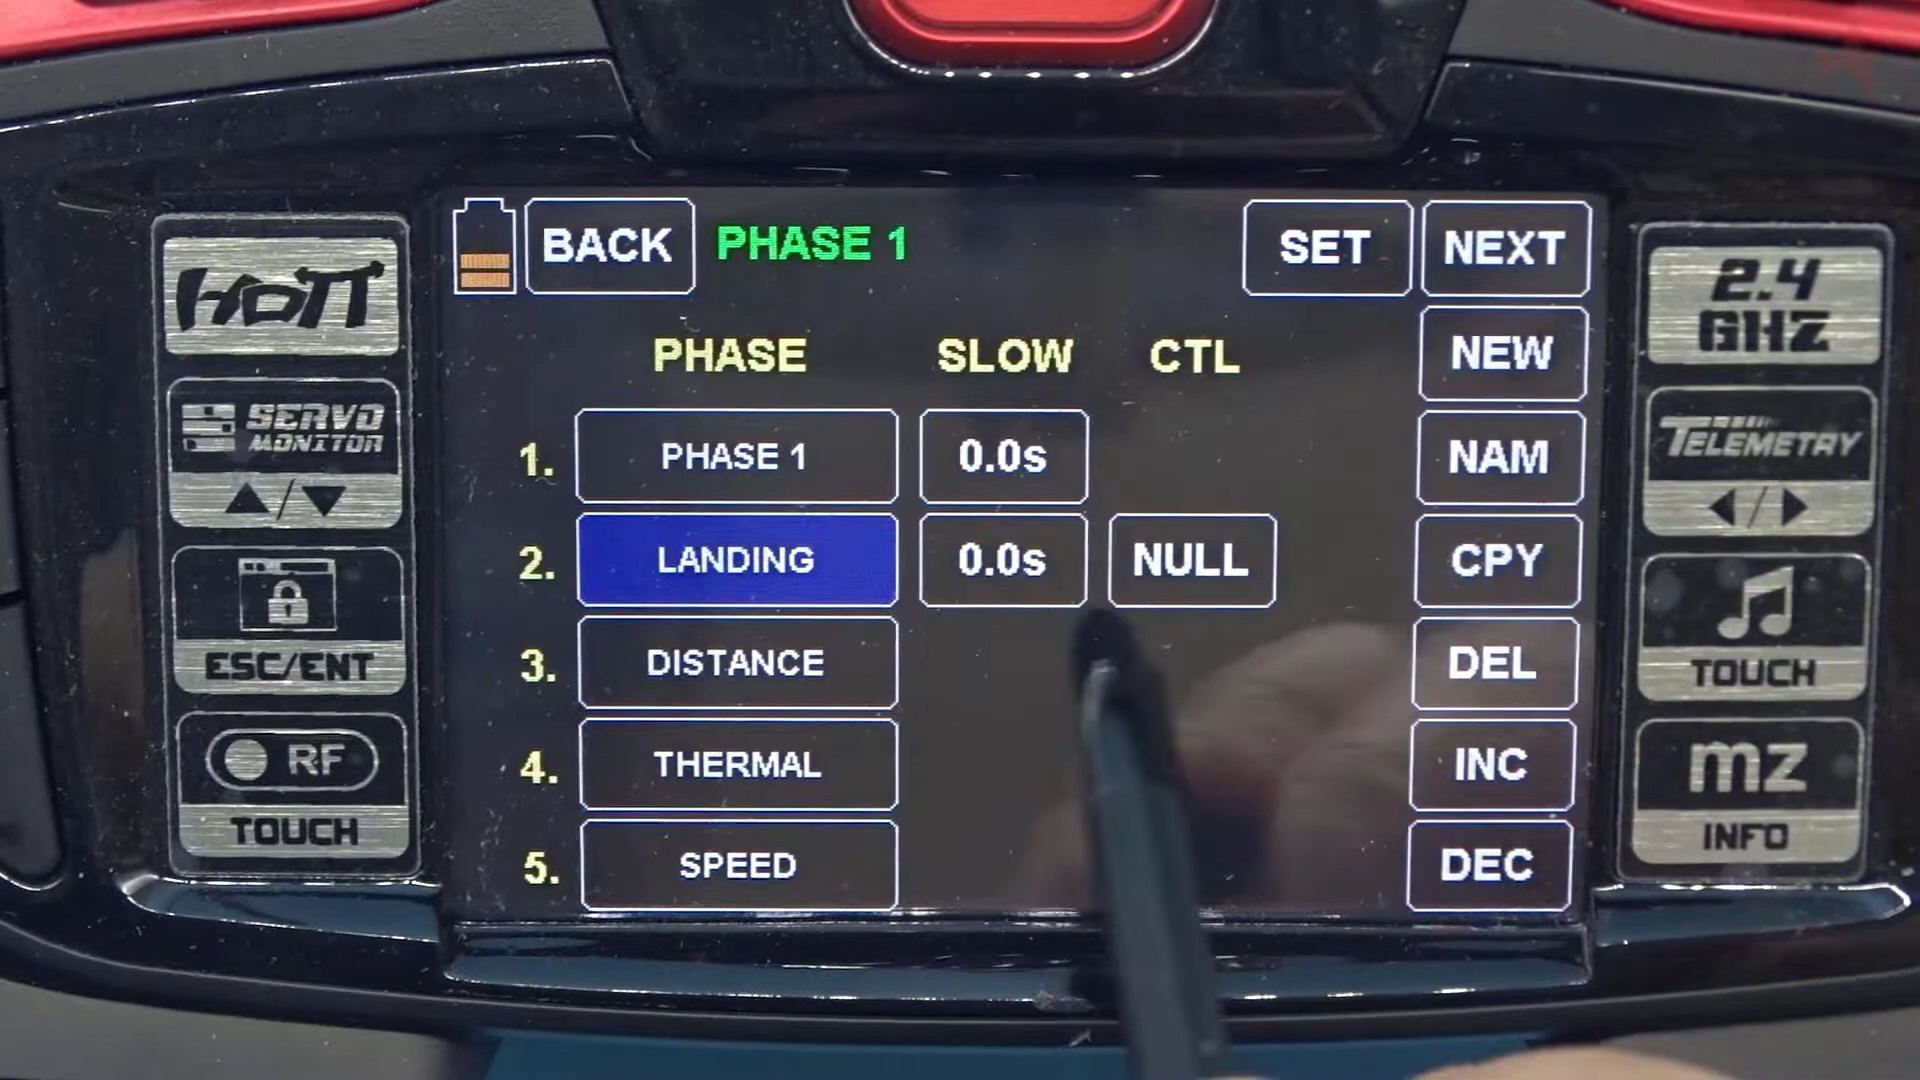 HOTT
SERVO
MONITOR
▲/▼
ESC/ENT
RF
TOUCH
BACK PHASE 1 SET NEXT
PHASE SLOW CTL NEW
1. PHASE 1 0.0s NAM
2. LANDING 0.0s NULL CPY
3. DISTANCE DEL
4. THERMAL INC
5. SPEED DEC
2.4
GHZ
TELEMETRY
◀/▶
TOUCH
mz
INFO